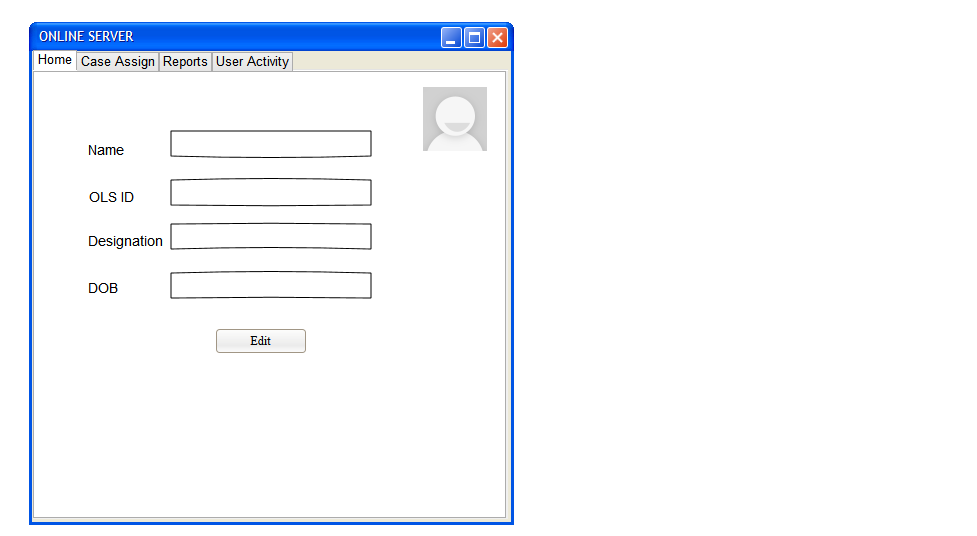 ONLINE SERVER
Home Case Assign Reports User Activity
Name
OLS ID
Designation
DOB
Edit